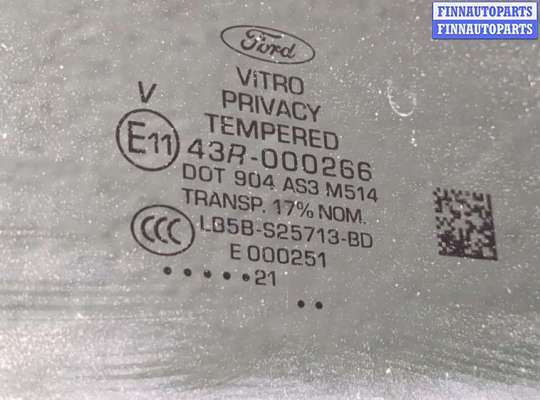 FINNAUTOPARTS
FINNAUTOPARTS
Ford
ViTRO
PRIVACY
TEMPERED
V
E11
43R-000266
DOT 904 AS3 M514
TRANSP. 17% NOM.
CCC
LB5B-S25713-BD
E 000251
• • • • • 21
• •